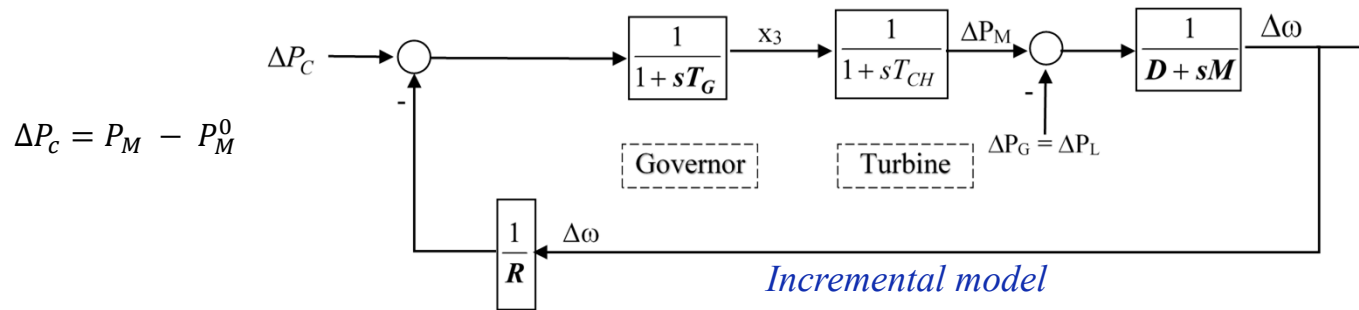 ΔP_C
-
1
1 + sT_G
x₃
1
1 + sT_CH
ΔP_M
-
1
D + sM
Δω
ΔP_c = P_M − P_M^0
ΔP_G = ΔP_L
Governor
Turbine
1
R
Δω
Incremental model